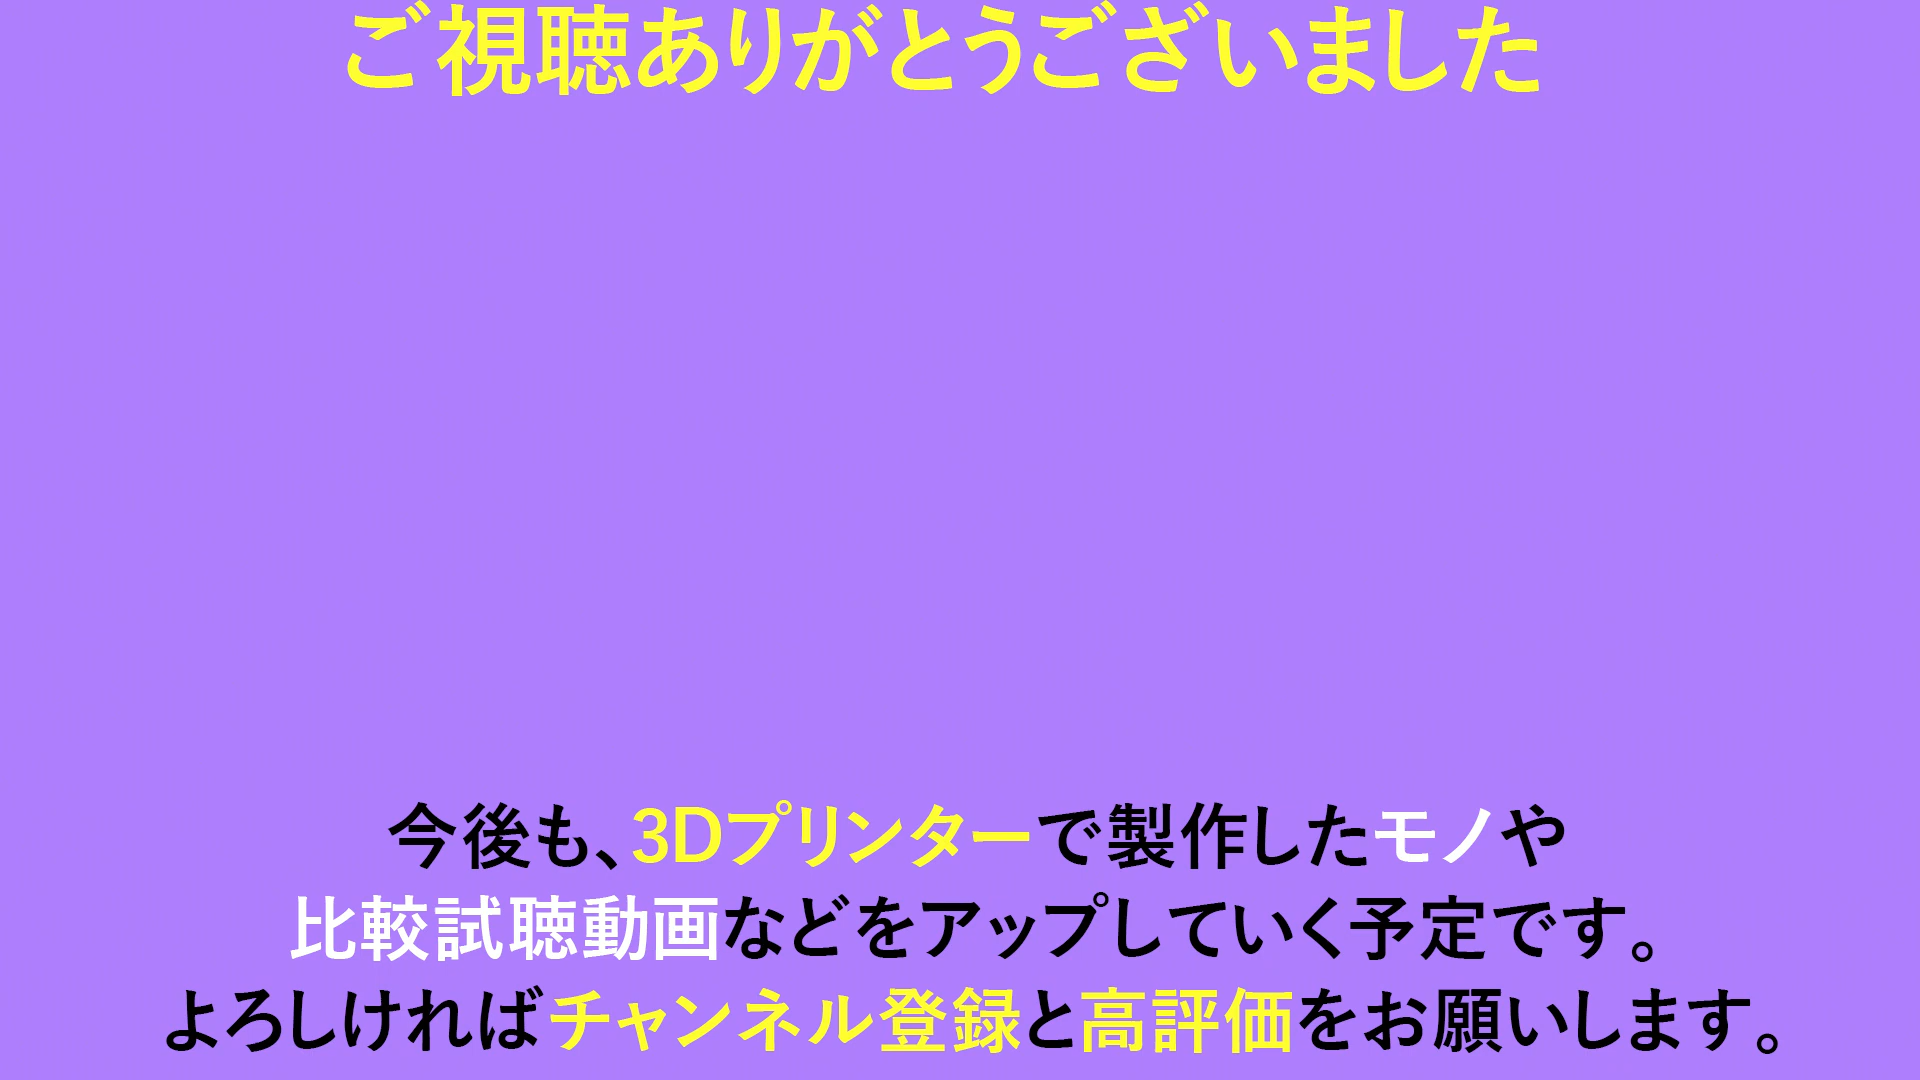 ご視聴ありがとうございました
今後も、3Dプリンターで製作したモノや
比較試聴動画などをアップしていく予定です。
よろしければチャンネル登録と高評価をお願いします。